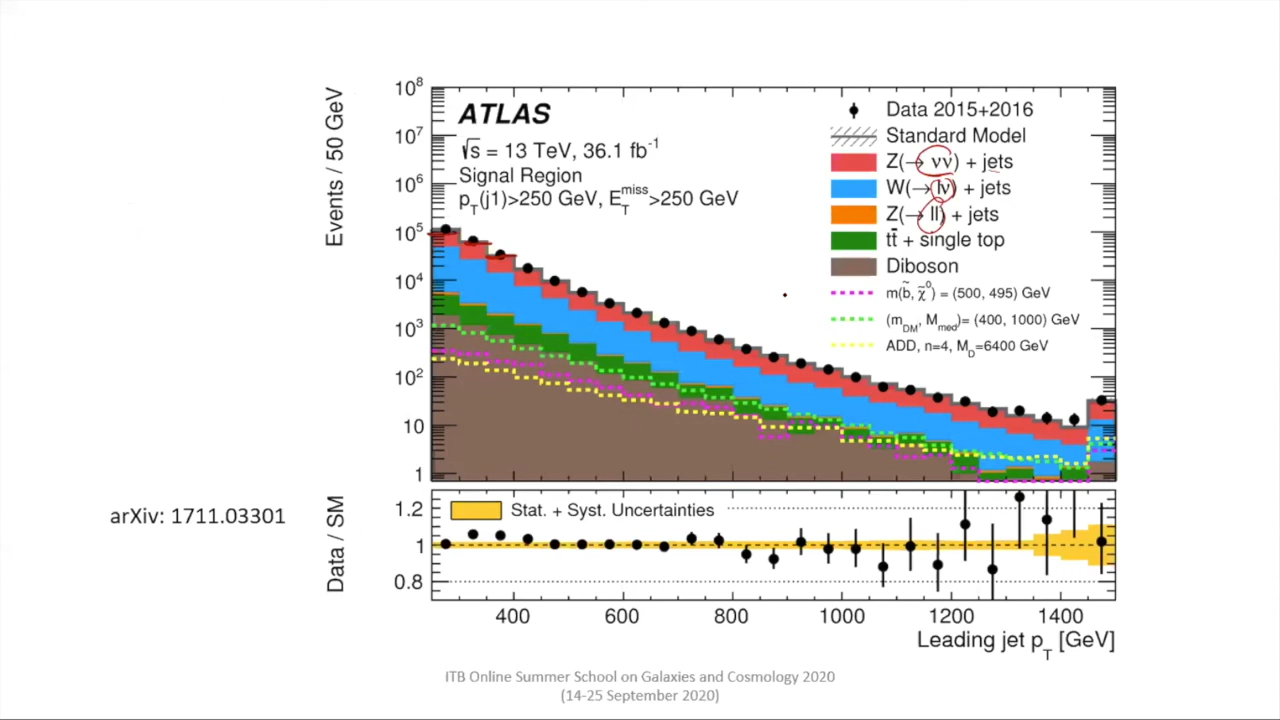 10⁸
10⁷
10⁶
10⁵
10⁴
10³
10²
10
1
Events / 50 GeV
ATLAS
√s = 13 TeV, 36.1 fb⁻¹
Signal Region
p_T(j1)>250 GeV, E_T^miss>250 GeV
Data 2015+2016
Standard Model
Z(→ νν) + jets
W(→ lν) + jets
Z(→ ll) + jets
tt̄ + single top
Diboson
m(b̃, χ̃⁰) = (500, 495) GeV
(m_DM, M_med)= (400, 1000) GeV
ADD, n=4, M_D=6400 GeV
arXiv: 1711.03301
Data / SM
1.2
1
0.8
Stat. + Syst. Uncertainties
400 600 800 1000 1200 1400
Leading jet p_T [GeV]
ITB Online Summer School on Galaxies and Cosmology 2020
(14-25 September 2020)